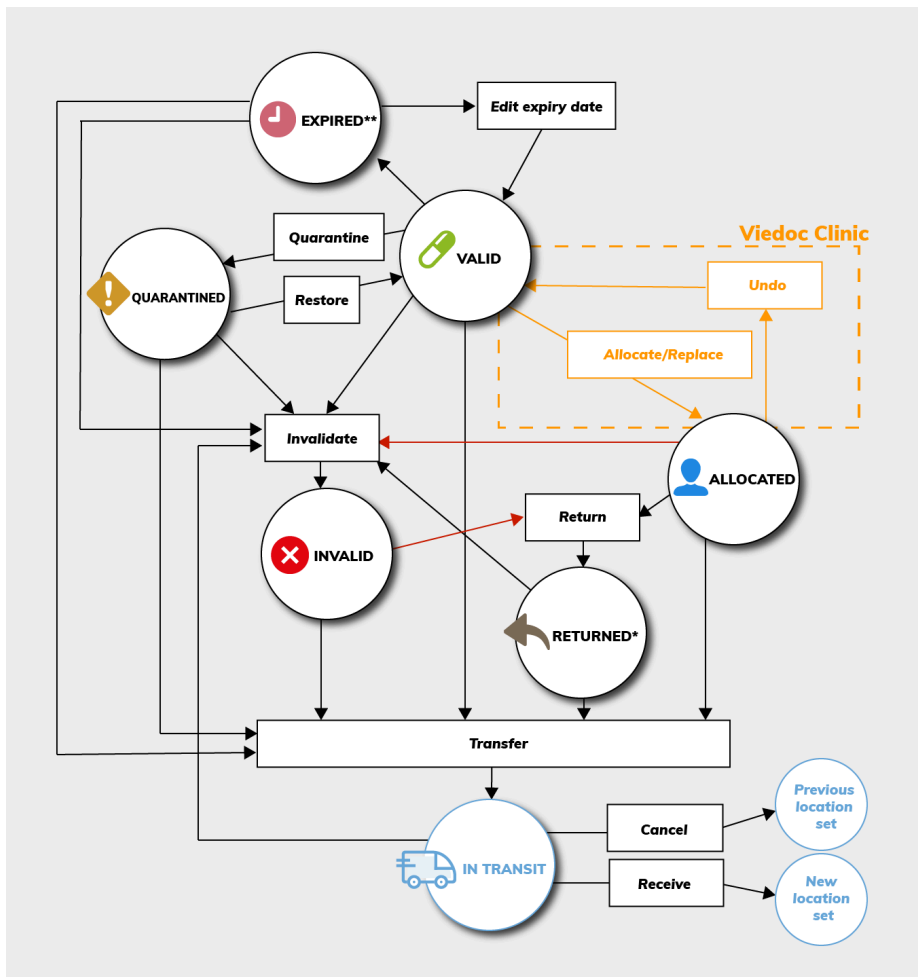 EXPIRED**
Edit expiry date
Viedoc Clinic
Quarantine
VALID
Undo
QUARANTINED
Restore
Allocate/Replace
Invalidate
ALLOCATED
Return
INVALID
RETURNED*
Transfer
Previous
location
set
Cancel
IN TRANSIT
Receive
New
location
set